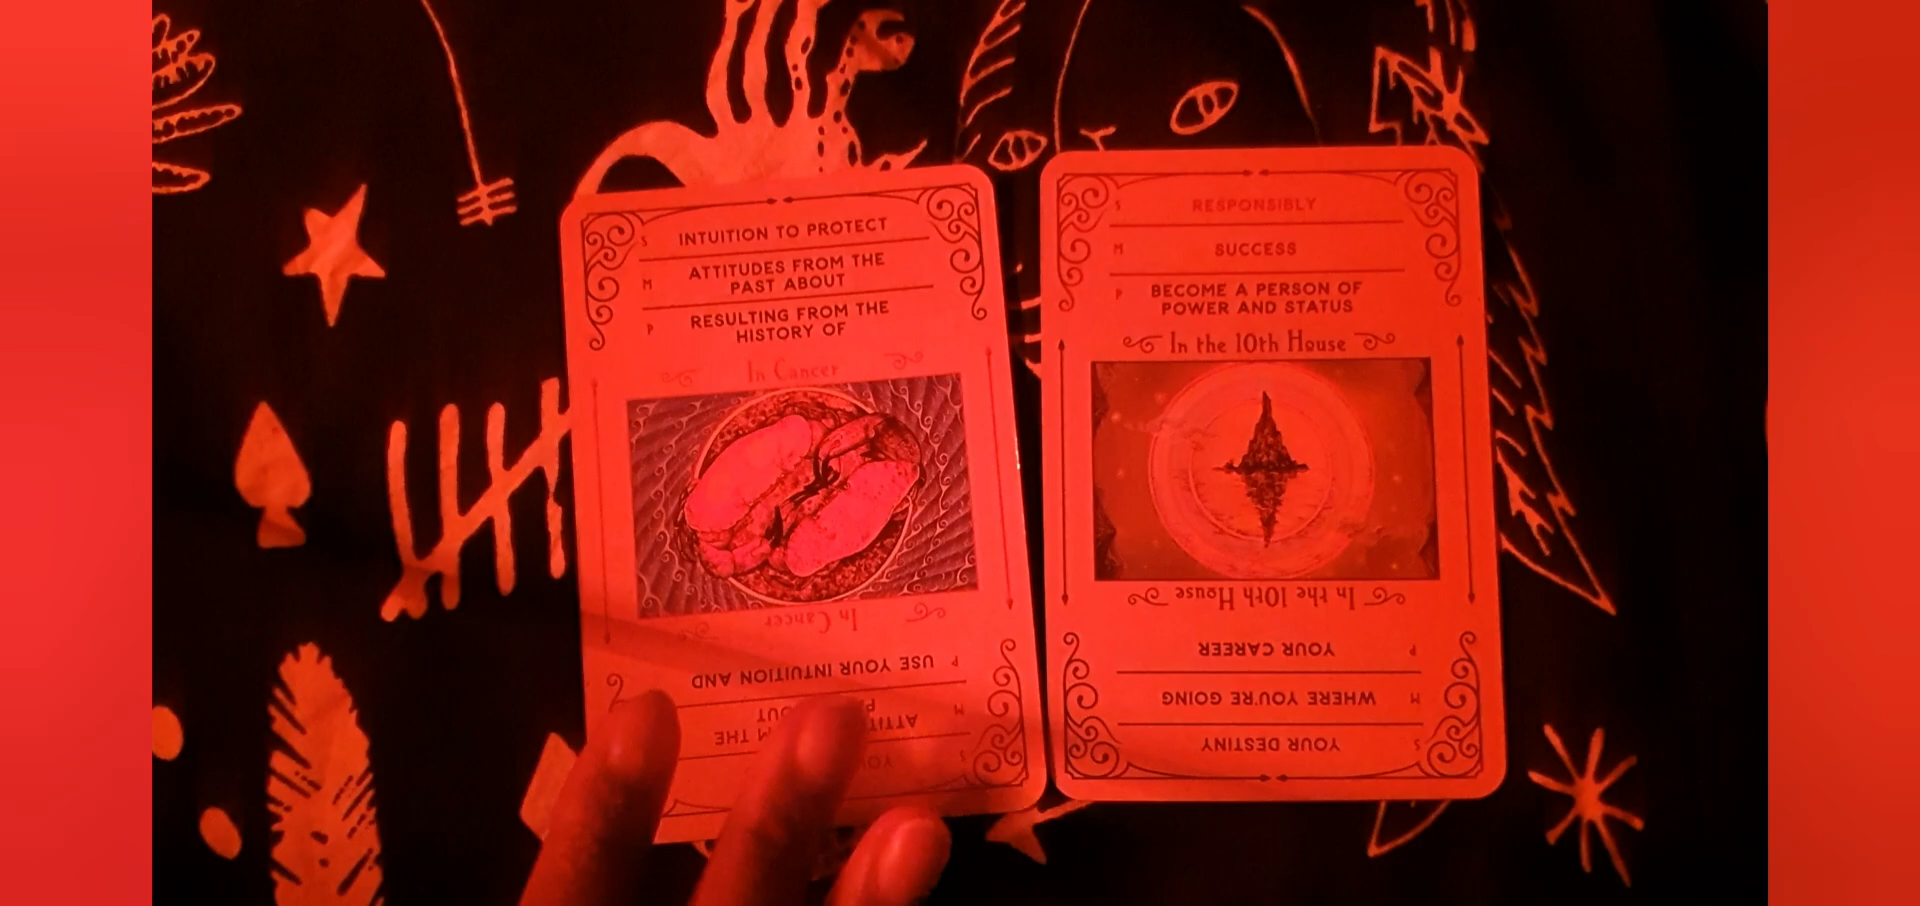 S INTUITION TO PROTECT
M ATTITUDES FROM THE
PAST ABOUT
P RESULTING FROM THE
HISTORY OF
In Cancer
In Cancer
P USE YOUR INTUITION AND
M THE
S YOU
S RESPONSIBLY
M SUCCESS
P BECOME A PERSON OF
POWER AND STATUS
In the 10th House
In the 10th House
P YOUR CAREER
M WHERE YOU'RE GOING
S YOUR DESTINY